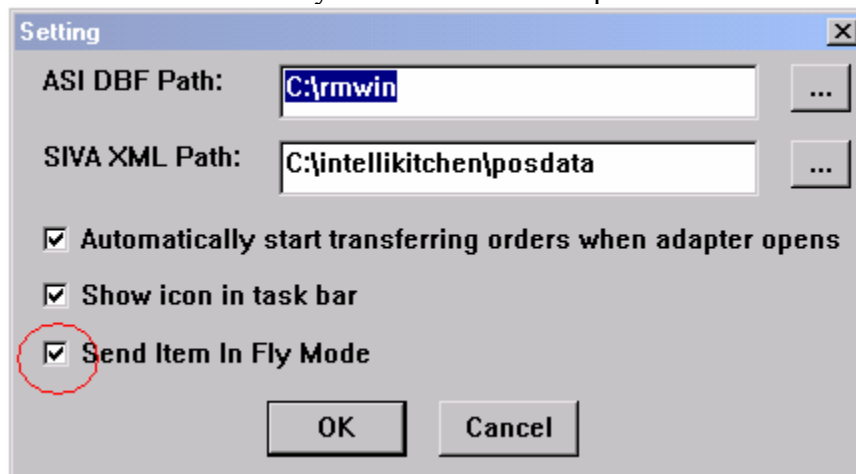 Setting
ASI DBF Path: C:\rmwin ...
SIVA XML Path: C:\intellikitchen\posdata ...
Automatically start transferring orders when adapter opens
Show icon in task bar
Send Item In Fly Mode
OK Cancel